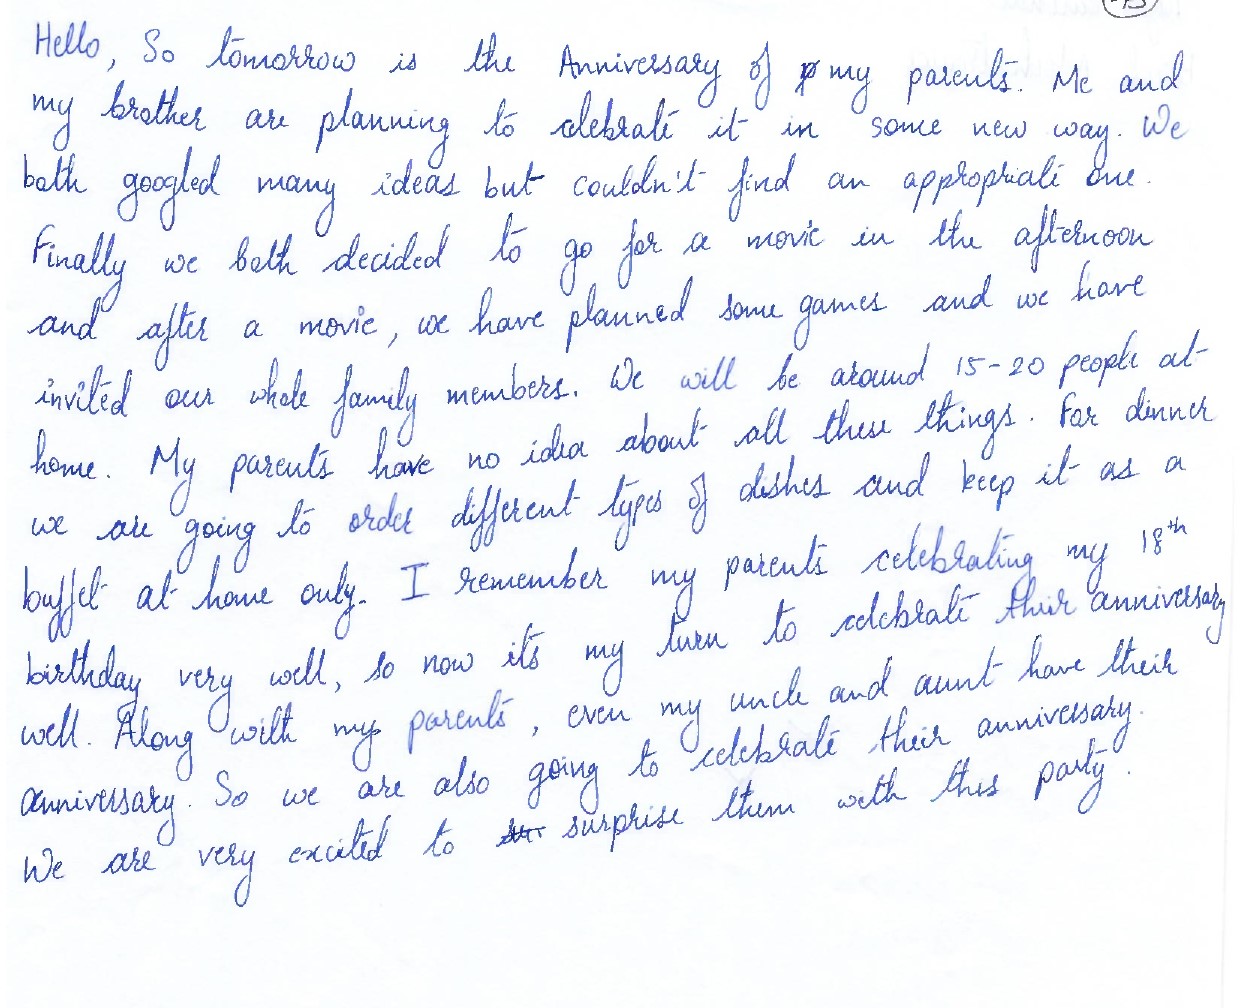 Hello, So tomorrow is the Anniversary of my parents. Me and
my brother are planning to celebrate it in some new way. We
both googled many ideas but couldn't find an appropriate one.
Finally we both decided to go for a movie in the afternoon
and after a movie, we have planned some games and we have
invited our whole family members. We will be around 15-20 people at
home. My parents have no idea about all these things. For dinner
we are going to order different types of dishes and keep it as a
buffet at home only. I remember my parents celebrating my 18th
birthday very well, so now it's my turn to celebrate their anniversary
well. Along with my parents, even my uncle and aunt have their
anniversary. So we are also going to celebrate their anniversary.
We are very excited to surprise them with this party.